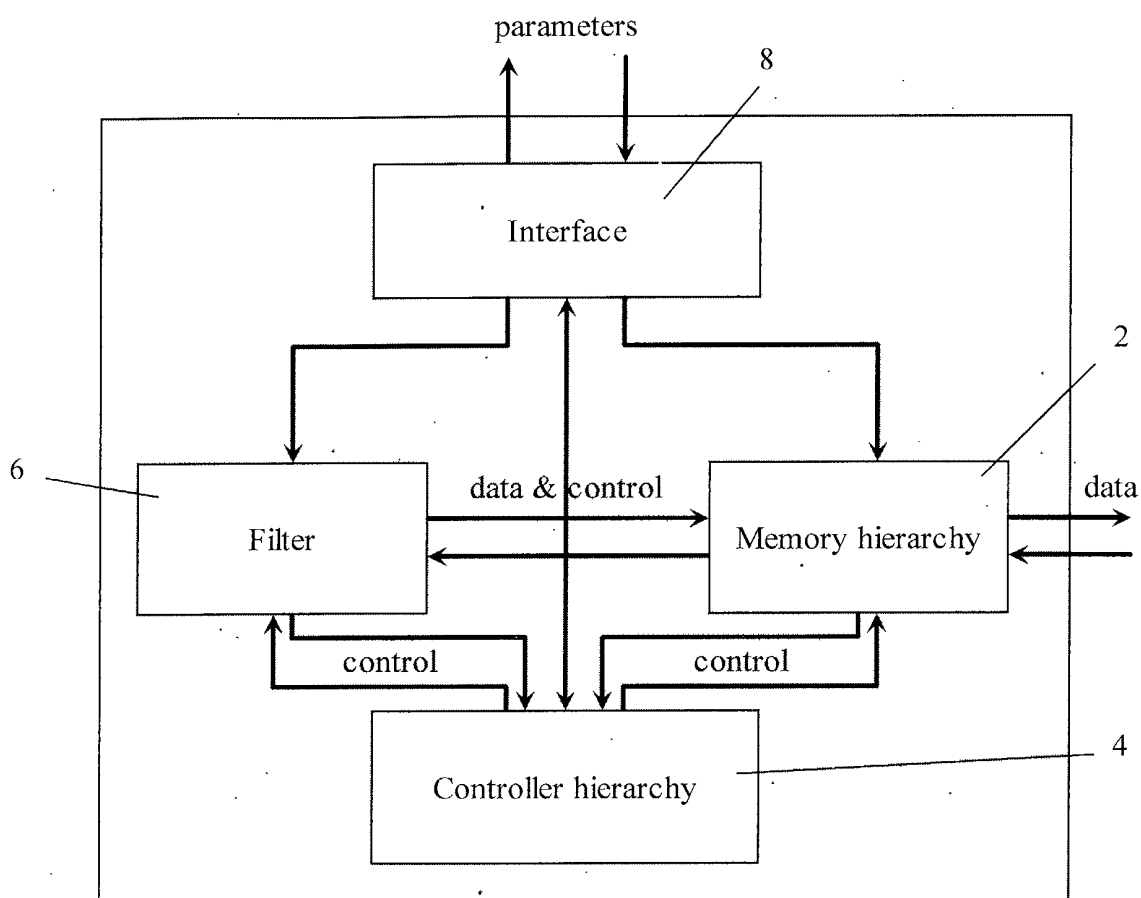 parameters
8
Interface
2
6
data & control
data
Filter
Memory hierarchy
control
control
4
Controller hierarchy